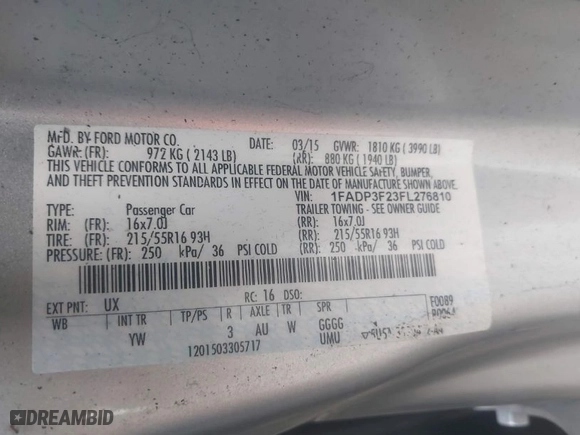 MFD. BY FORD MOTOR CO.
DATE: 03/15 GVWR: 1810 KG ( 3990 LB)
GAWR: (FR): 972 KG ( 2143 LB) (RR): 880 KG ( 1940 LB)
THIS VEHICLE CONFORMS TO ALL APPLICABLE FEDERAL MOTOR VEHICLE SAFETY, BUMPER,
AND THEFT PREVENTION STANDARDS IN EFFECT ON THE DATE OF MANUFACTURE SHOWN ABOVE.
VIN: 1FADP3F23FL276810
TYPE: Passenger Car TRAILER TOWING - SEE OWNER GUIDE
RIM: (FR) 16x7.0J (RR): 16x7.0J
TIRE: (FR) 215/55R16 93H (RR): 215/55R16 93H
PRESSURE: (FR) 250 kPa/ 36 PSI COLD (RR): 250 kPa/ 36 PSI COLD
EXT PNT: UX RC: 16 DSO: F0089
WB INT TR TP/PS R AXLE TR SPR
YW 3 AU W GGGG
UMU
1201503305717
DREAMBID